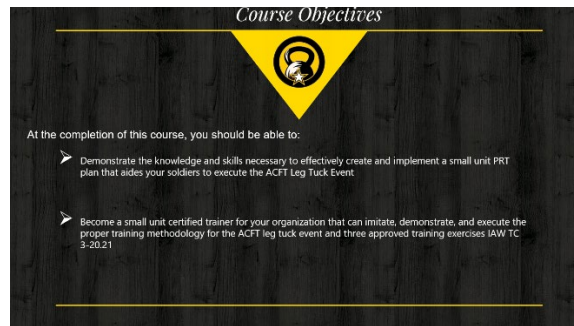 Course Objectives
At the completion of this course, you should be able to:
Demonstrate the knowledge and skills necessary to effectively create and implement a small unit PRT
plan that aides your soldiers to execute the ACFT Leg Tuck Event
Become a small unit certified trainer for your organization that can imitate, demonstrate, and execute the
proper training methodology for the ACFT leg tuck event and three approved training exercises IAW TC
3-20.21